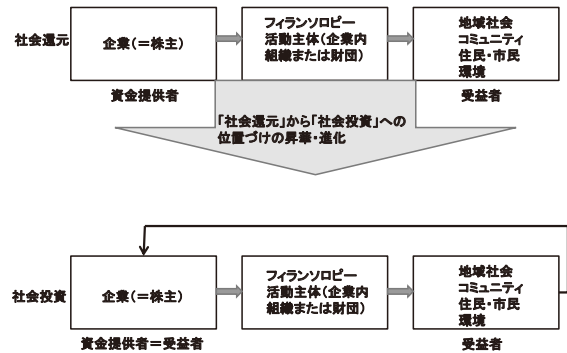 社会還元
企業(=株主)
フィランソロピー
活動主体(企業内
組織または財団)
地域社会
コミュニティ
住民・市民
環境
資金提供者
受益者
「社会還元」から「社会投資」への
位置づけの昇華・進化
社会投資
企業(=株主)
フィランソロピー
活動主体(企業内
組織または財団)
地域社会
コミュニティ
住民・市民
環境
資金提供者=受益者
受益者